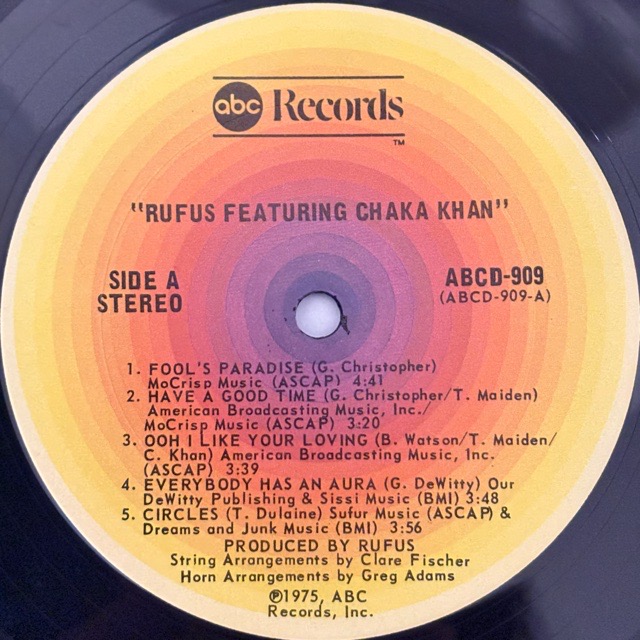 abc Records
TM
"RUFUS FEATURING CHAKA KHAN"
SIDE A
STEREO
ABCD-909
(ABCD-909-A)
1. FOOL'S PARADISE (G. Christopher)
MoCrisp Music (ASCAP) 4:41
2. HAVE A GOOD TIME (G. Christopher/T. Maiden)
American Broadcasting Music, Inc./
MoCrisp Music (ASCAP) 3:20
3. OOH I LIKE YOUR LOVING (B. Watson/T. Maiden/
C. Khan) American Broadcasting Music, Inc.
(ASCAP) 3:39
4. EVERYBODY HAS AN AURA (G. DeWitty) Our
DeWitty Publishing & Sissi Music (BMI) 3:48
5. CIRCLES (T. Dulaine) Sufur Music (ASCAP) &
Dreams and Junk Music (BMI) 3:56
PRODUCED BY RUFUS
String Arrangements by Clare Fischer
Horn Arrangements by Greg Adams
℗1975, ABC
Records, Inc.